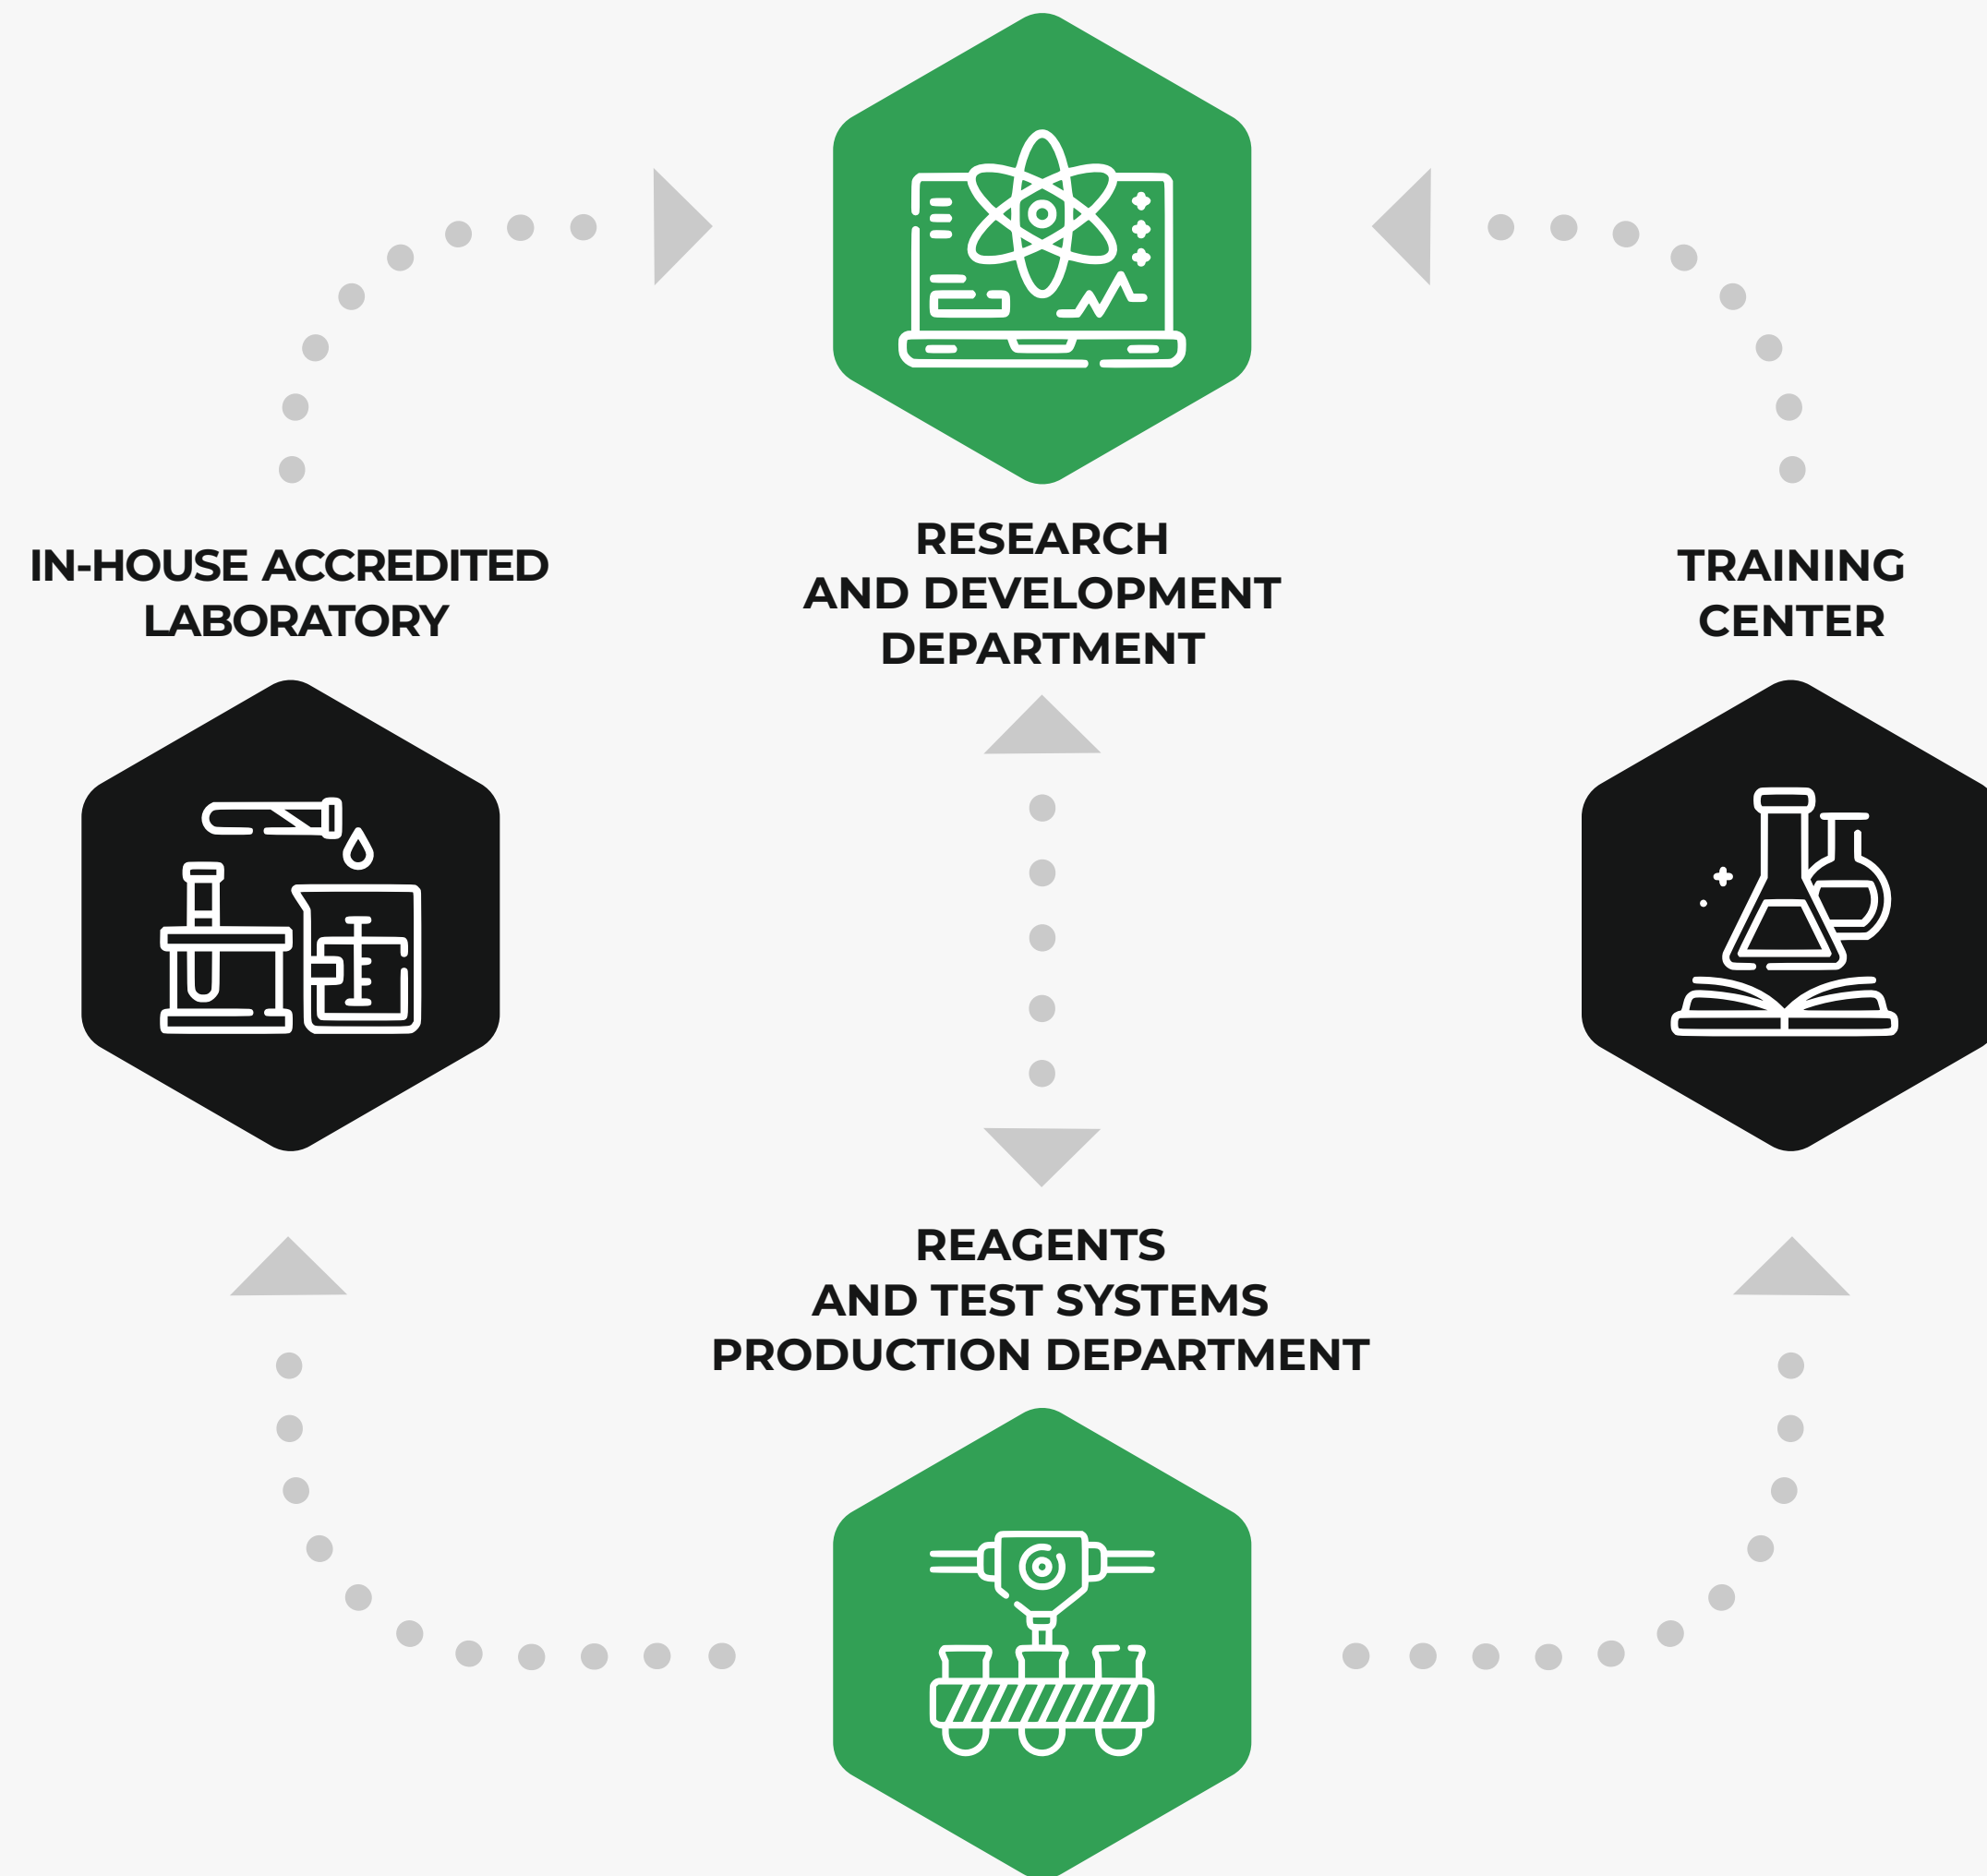 RESEARCH
AND DEVELOPMENT
DEPARTMENT
IN-HOUSE ACCREDITED
LABORATORY
TRAINING
CENTER
REAGENTS
AND TEST SYSTEMS
PRODUCTION DEPARTMENT